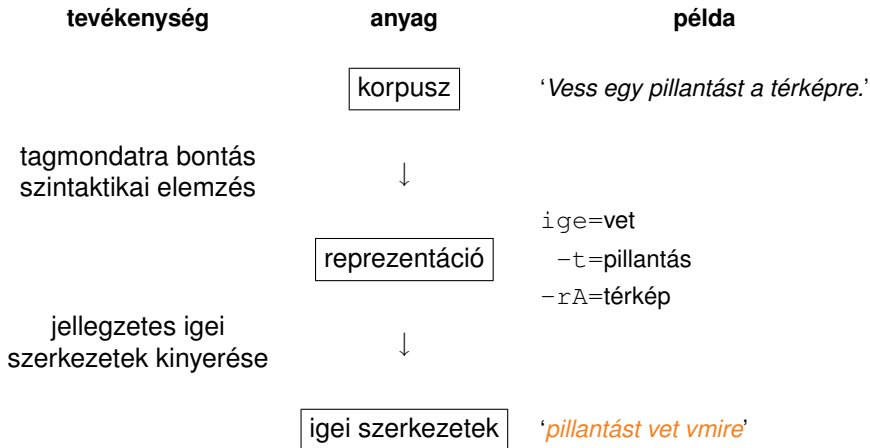 tevékenység anyag példa
korpusz ‘Vess egy pillantást a térképre.’
tagmondatra bontás
szintaktikai elemzés
↓
ige=vet
reprezentáció -t=pillantás
-rA=térkép
jellegzetes igei
szerkezetek kinyerése
↓
igei szerkezetek ‘pillantást vet vmire’